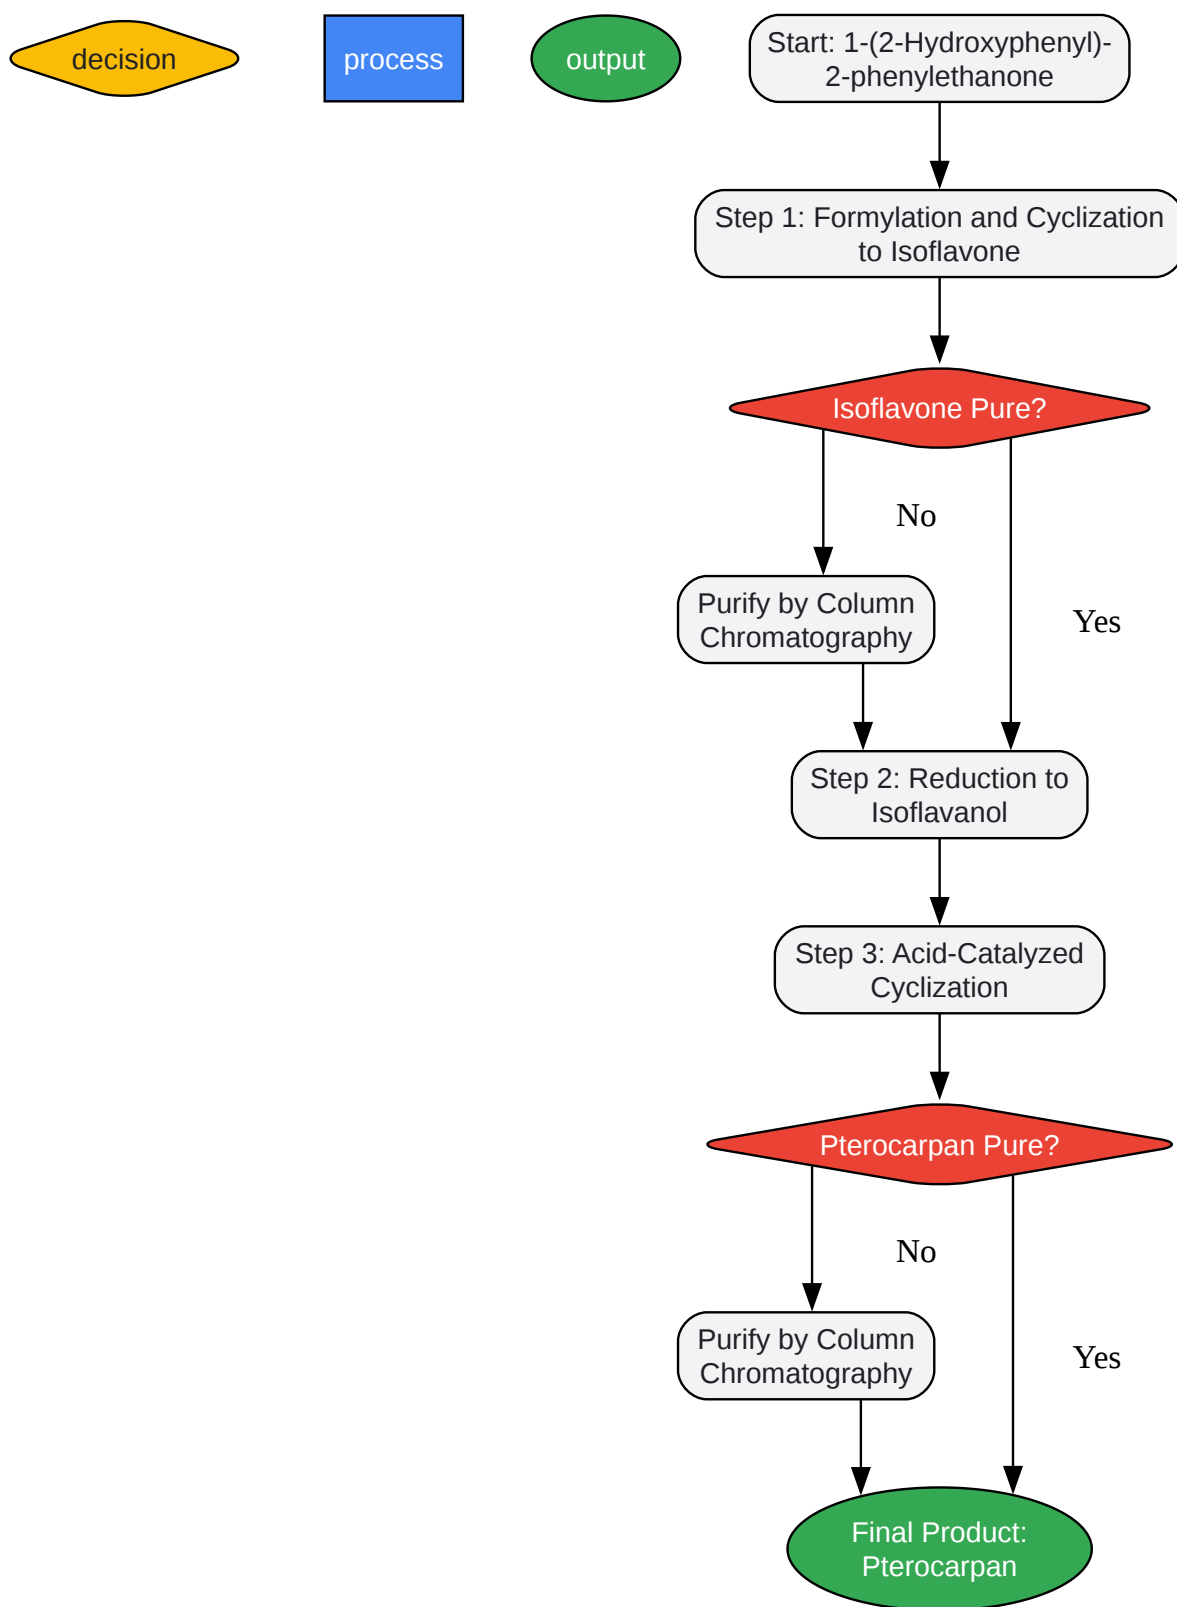 decision
process
output
Start: 1-(2-Hydroxyphenyl)-
2-phenylethanone
Step 1: Formylation and Cyclization
to Isoflavone
Isoflavone Pure?
No
Purify by Column
Chromatography
Yes
Step 2: Reduction to
Isoflavanol
Step 3: Acid-Catalyzed
Cyclization
Pterocarpan Pure?
No
Purify by Column
Chromatography
Yes
Final Product:
Pterocarpan